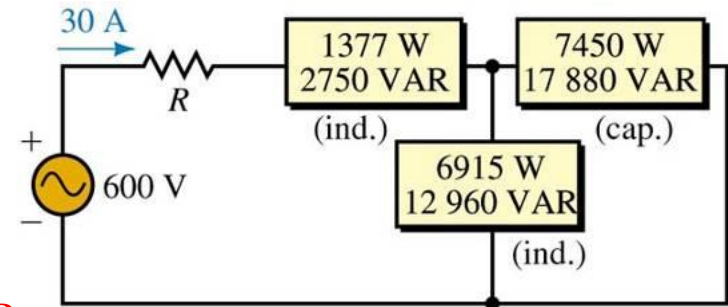 30 A
R
1377 W
2750 VAR
(ind.)
7450 W
17 880 VAR
(cap.)
+
600 V
−
6915 W
12 960 VAR
(ind.)